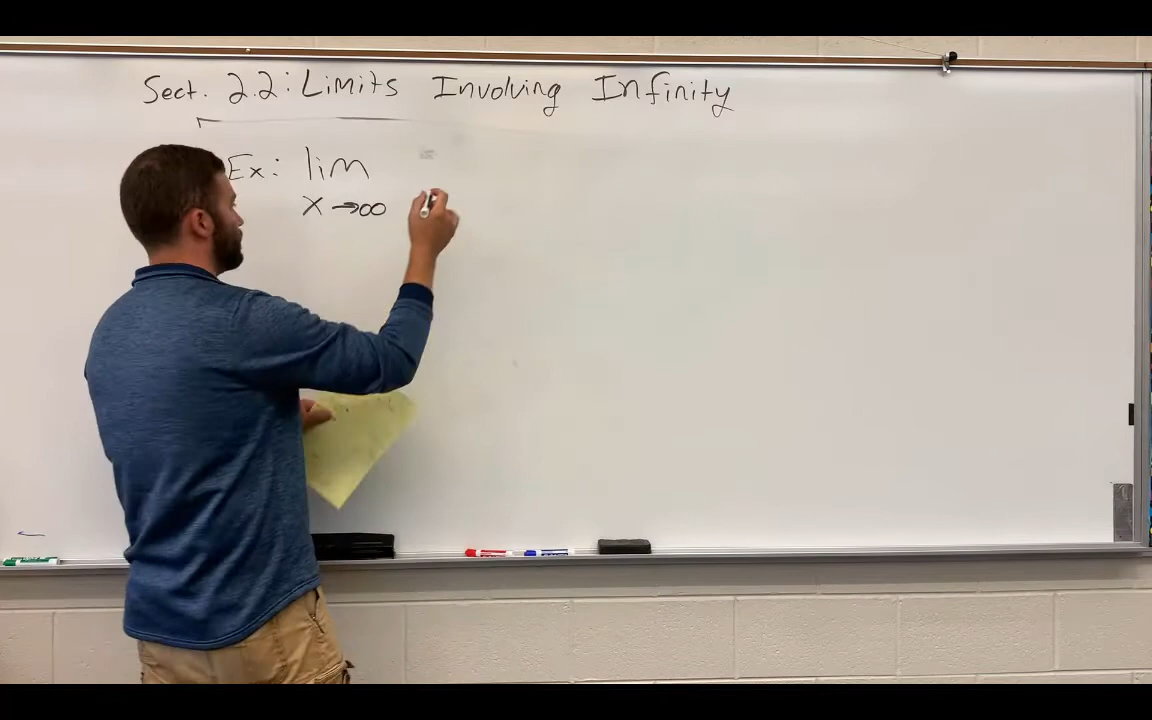 Sect. 2.2: Limits Involving Infinity
Ex: lim
x→∞